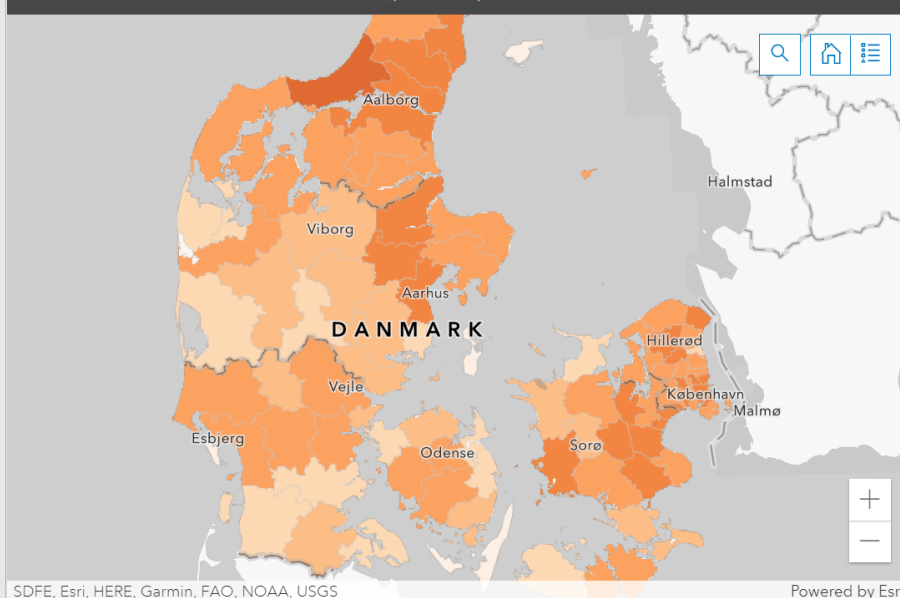 Aalborg
Halmstad
Viborg
Aarhus
DANMARK
Hillerød
Vejle
København
Malmø
Esbjerg
Sorø
Odense
SDFE, Esri, HERE, Garmin, FAO, NOAA, USGS
Powered by Esr